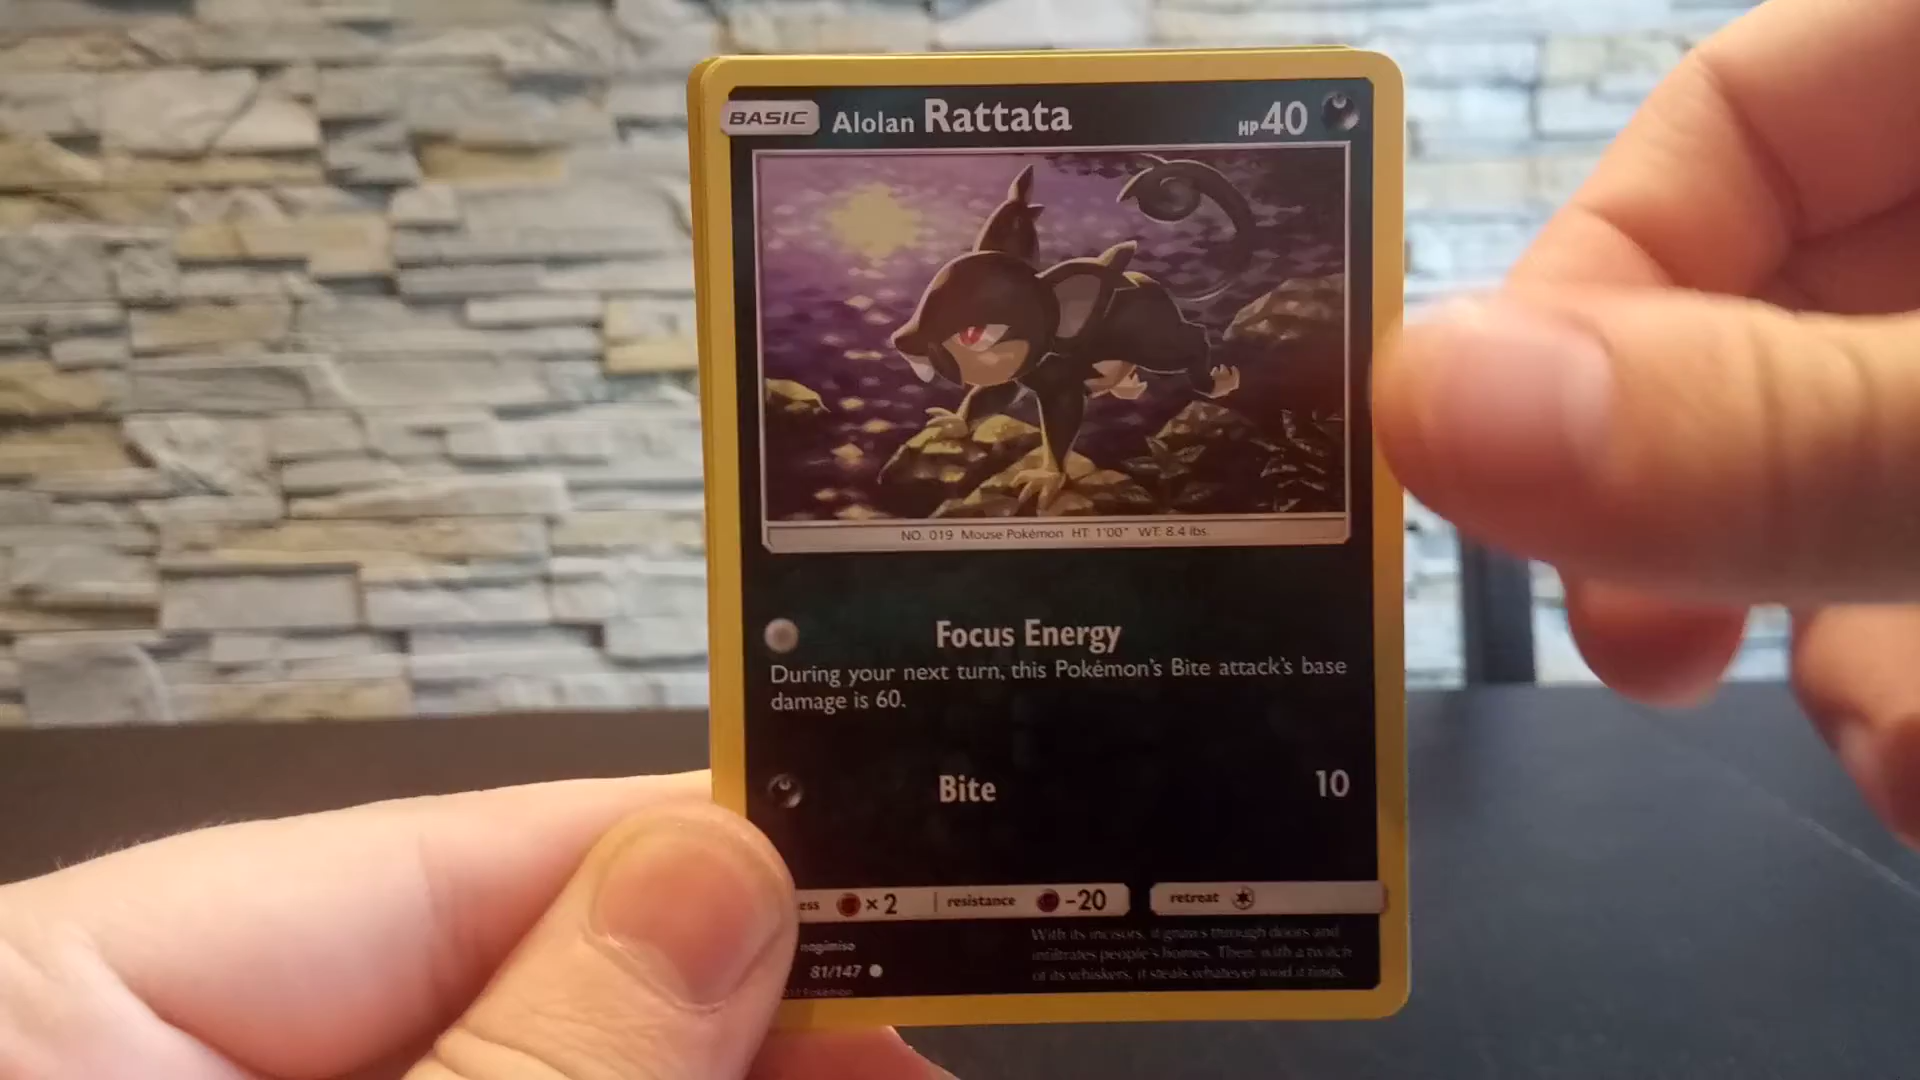 BASIC Alolan Rattata HP 40
NO. 019 Mouse Pokémon HT: 1'00" WT: 8.4 lbs.
Focus Energy
During your next turn, this Pokémon's Bite attack's base
damage is 60.
Bite 10
ess ×2 resistance -20 retreat
nagimiso
81/147
Pokémon
With its incisors, it gnaws through doors and
infiltrates people's homes. Then, with a twitch
of its whiskers, it steals whatever food it finds.